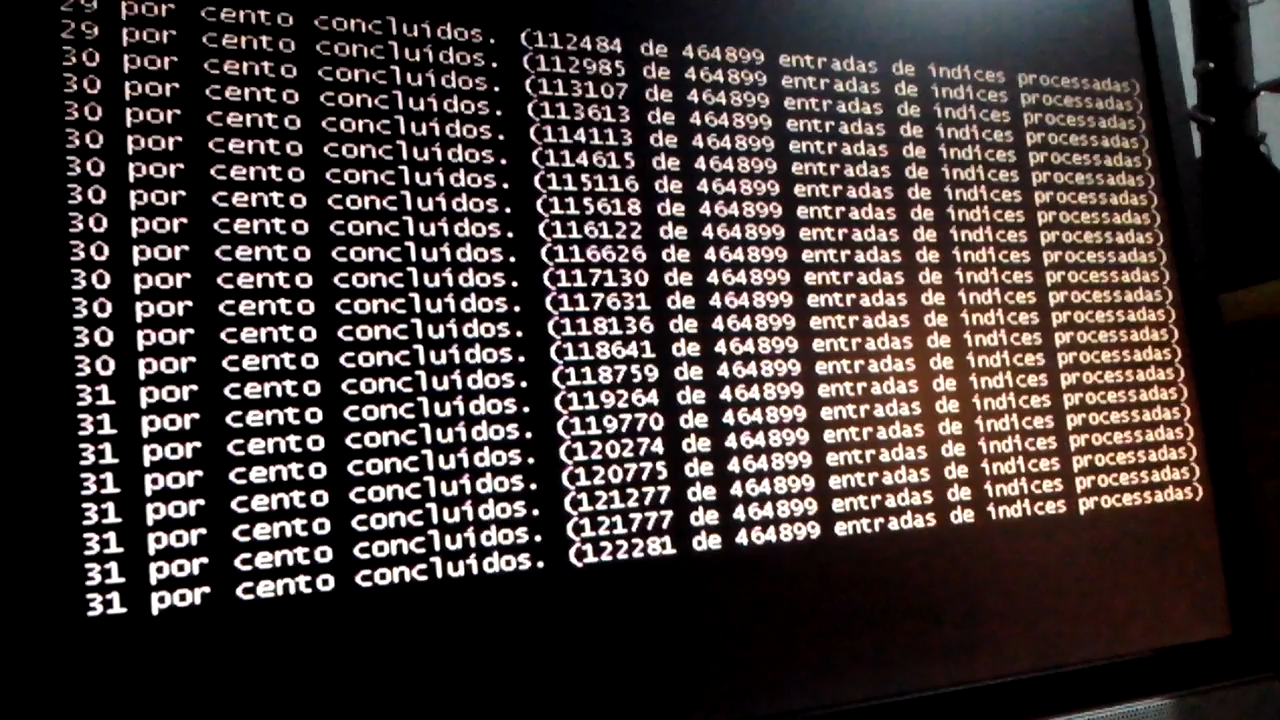 29 por cento concluídos. (112484 de 464899 entradas de índices processadas)
29 por cento concluídos. (112985 de 464899 entradas de índices processadas)
30 por cento concluídos. (113107 de 464899 entradas de índices processadas)
30 por cento concluídos. (113613 de 464899 entradas de índices processadas)
30 por cento concluídos. (114113 de 464899 entradas de índices processadas)
30 por cento concluídos. (114615 de 464899 entradas de índices processadas)
30 por cento concluídos. (115116 de 464899 entradas de índices processadas)
30 por cento concluídos. (115618 de 464899 entradas de índices processadas)
30 por cento concluídos. (116122 de 464899 entradas de índices processadas)
30 por cento concluídos. (116626 de 464899 entradas de índices processadas)
30 por cento concluídos. (117130 de 464899 entradas de índices processadas)
30 por cento concluídos. (117631 de 464899 entradas de índices processadas)
30 por cento concluídos. (118136 de 464899 entradas de índices processadas)
30 por cento concluídos. (118641 de 464899 entradas de índices processadas)
31 por cento concluídos. (118759 de 464899 entradas de índices processadas)
31 por cento concluídos. (119264 de 464899 entradas de índices processadas)
31 por cento concluídos. (119770 de 464899 entradas de índices processadas)
31 por cento concluídos. (120274 de 464899 entradas de índices processadas)
31 por cento concluídos. (120775 de 464899 entradas de índices processadas)
31 por cento concluídos. (121277 de 464899 entradas de índices processadas)
31 por cento concluídos. (121777 de 464899 entradas de índices processadas)
31 por cento concluídos. (122281 de 464899 entradas de índices processadas)